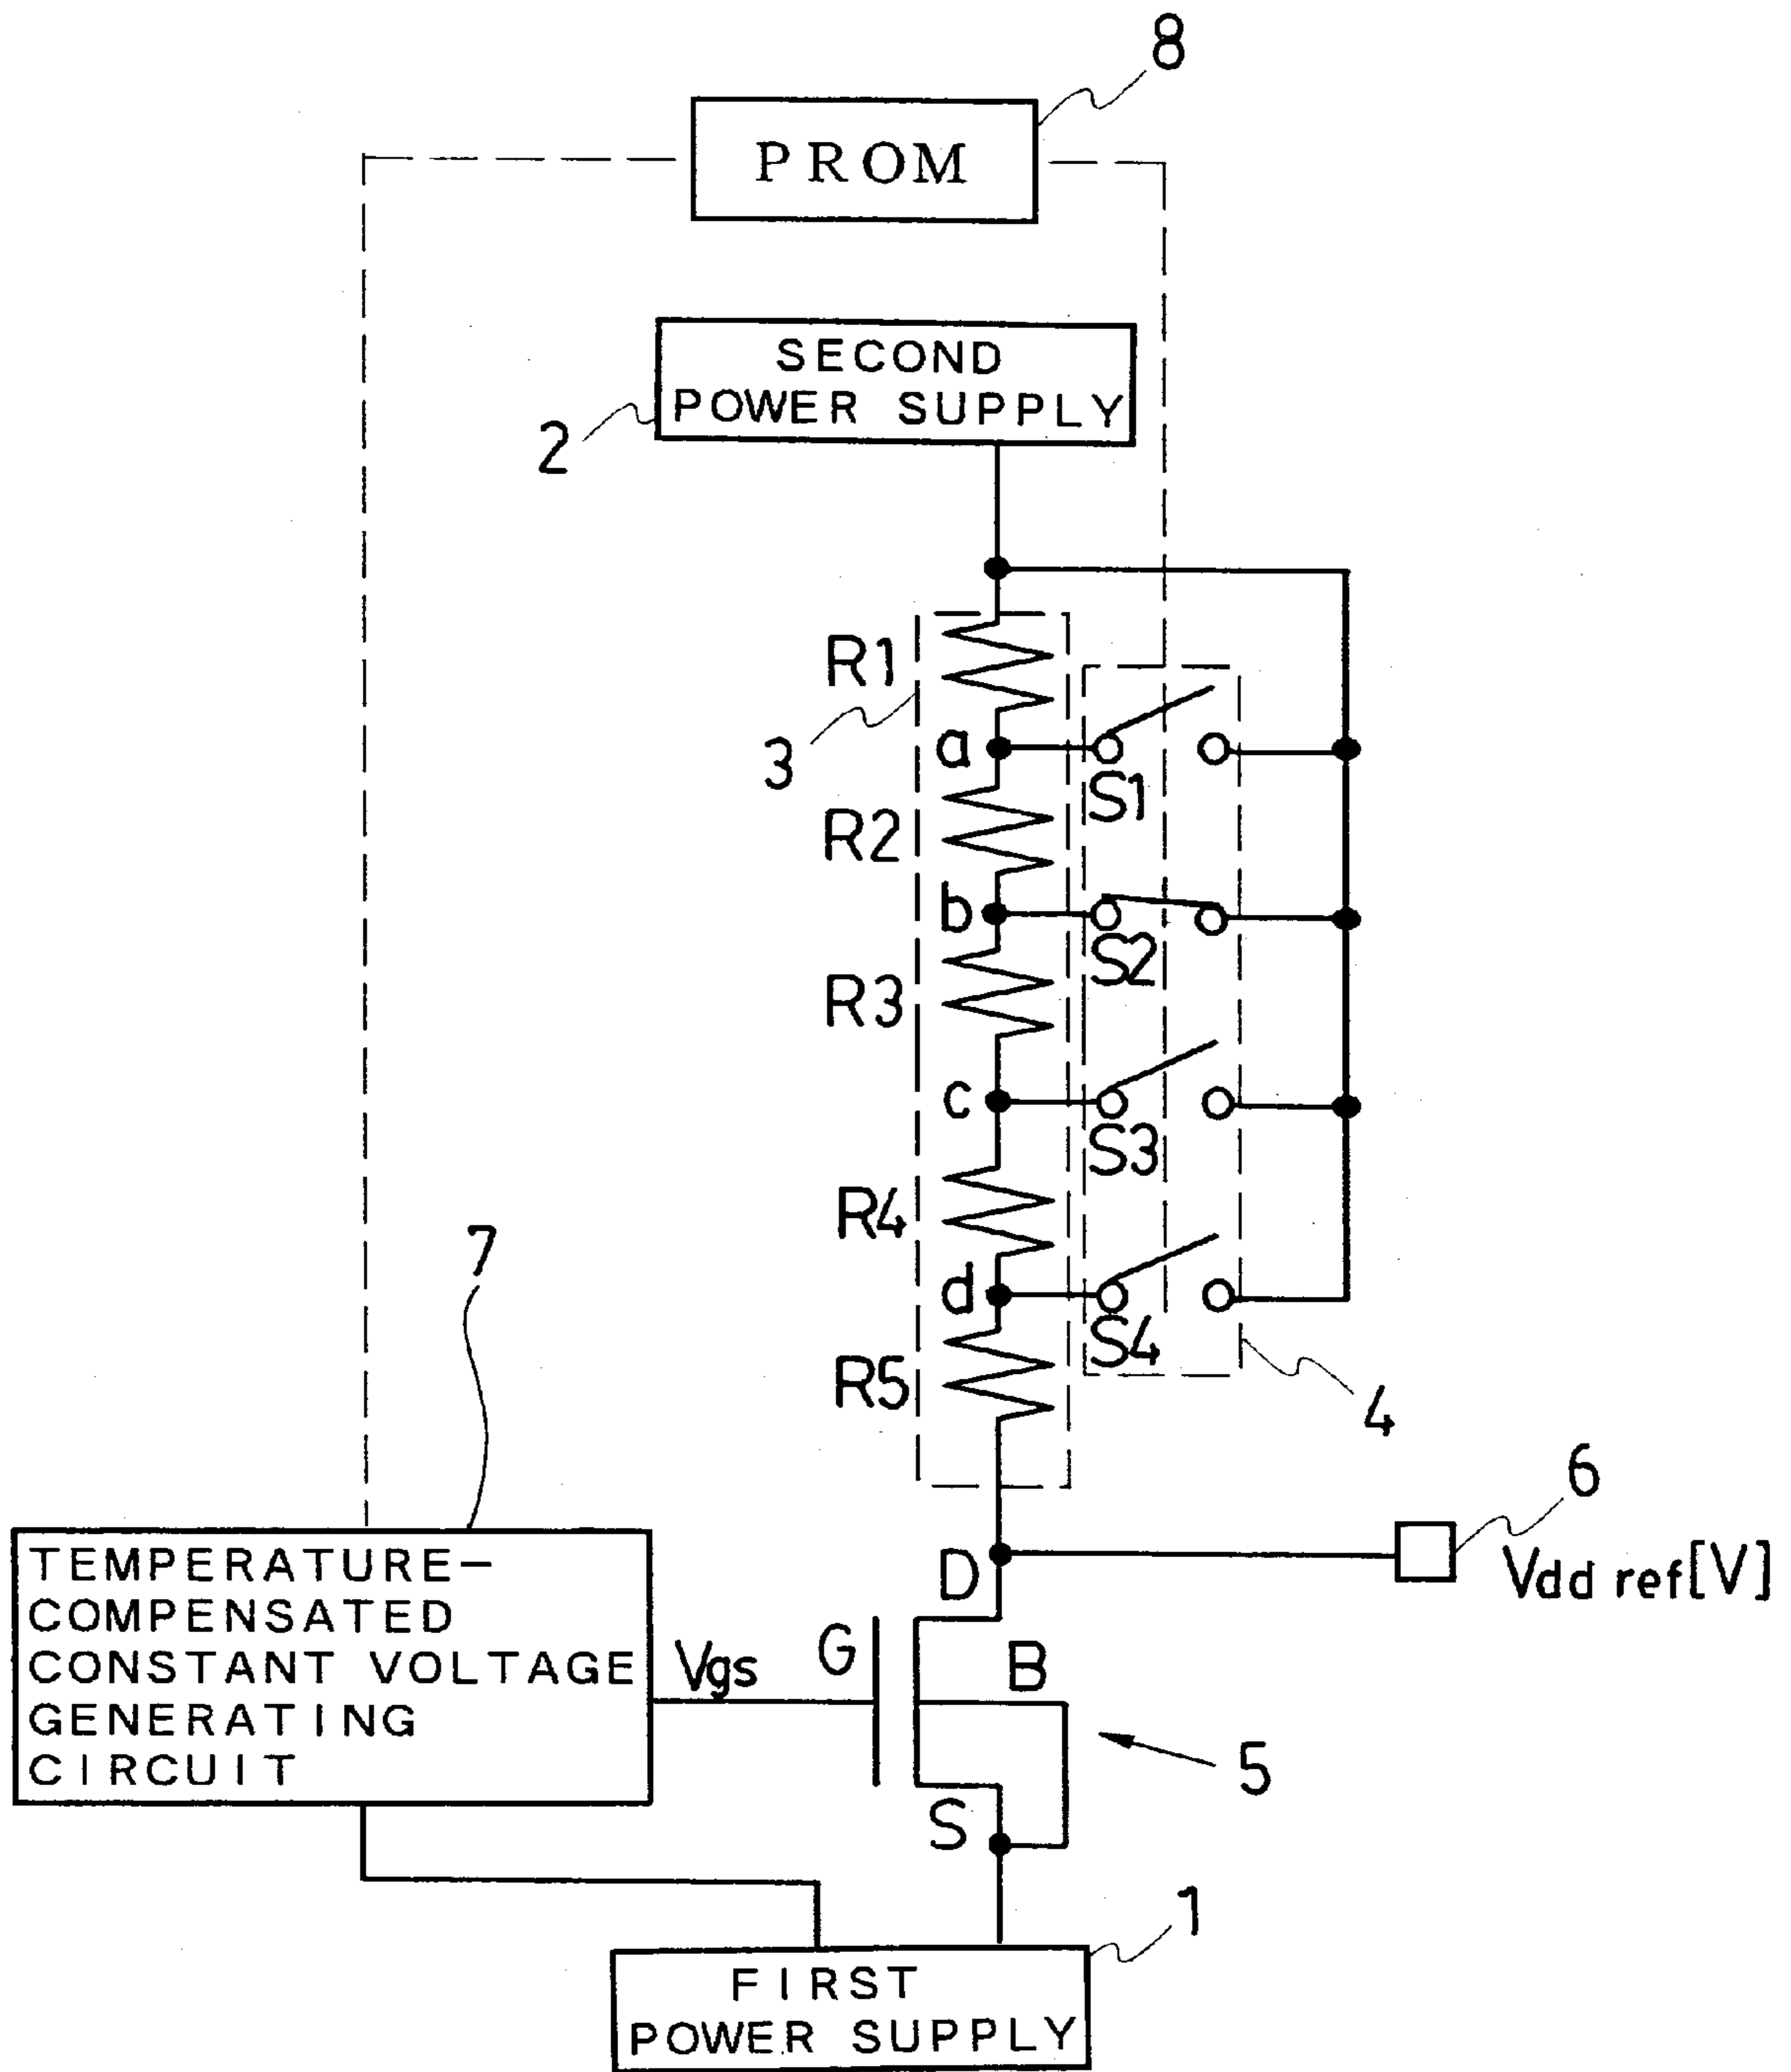 8
PROM
SECOND
POWER SUPPLY
2
R1
3
a
S1
R2
b
S2
R3
c
S3
R4
7
d
S4
R5
4
6
TEMPERATURE-
COMPENSATED
CONSTANT VOLTAGE
GENERATING
CIRCUIT
D
Vdd ref[V]
Vgs
G
B
5
S
1
FIRST
POWER SUPPLY